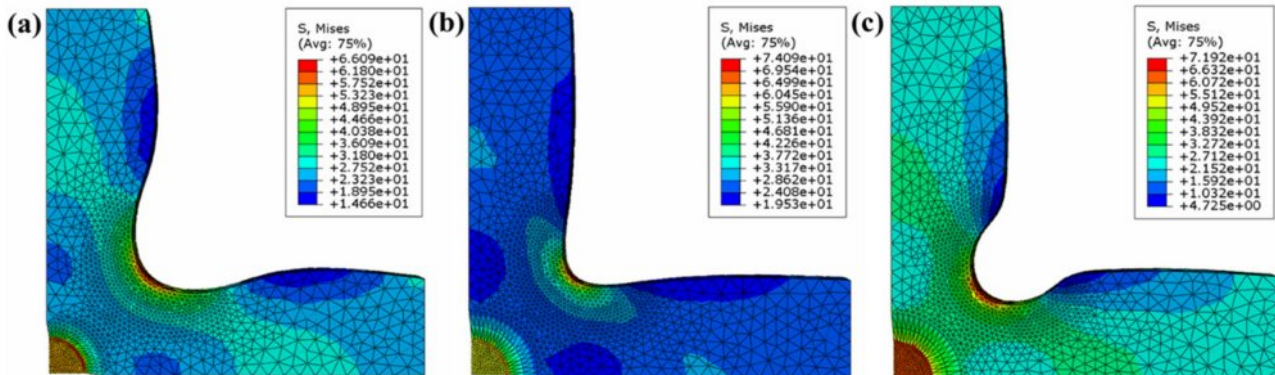 (a)
S, Mises
(Avg: 75%)
+6.609e+01
+6.180e+01
+5.752e+01
+5.323e+01
+4.895e+01
+4.466e+01
+4.038e+01
+3.609e+01
+3.180e+01
+2.752e+01
+2.323e+01
+1.895e+01
+1.466e+01
(b)
S, Mises
(Avg: 75%)
+7.409e+01
+6.954e+01
+6.499e+01
+6.045e+01
+5.590e+01
+5.136e+01
+4.681e+01
+4.226e+01
+3.772e+01
+3.317e+01
+2.862e+01
+2.408e+01
+1.953e+01
(c)
S, Mises
(Avg: 75%)
+7.192e+01
+6.632e+01
+6.072e+01
+5.512e+01
+4.952e+01
+4.392e+01
+3.832e+01
+3.272e+01
+2.712e+01
+2.152e+01
+1.592e+01
+1.032e+01
+4.725e+00